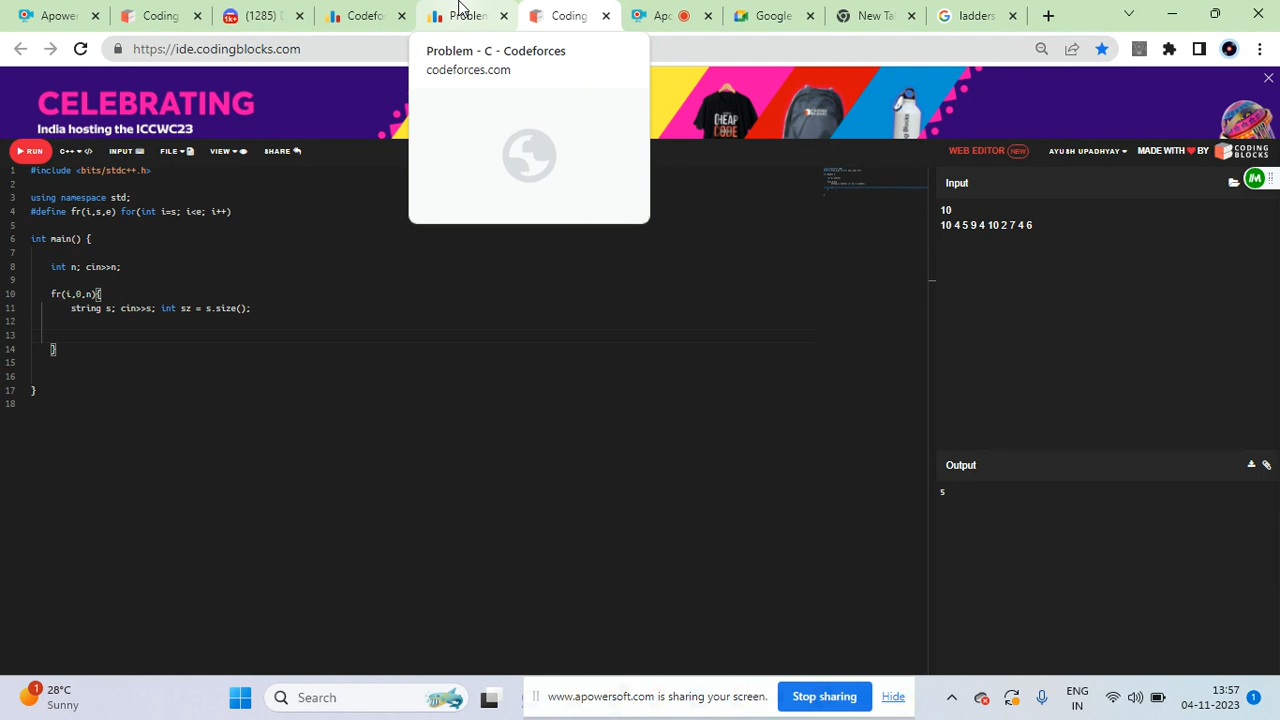 Apower
Coding
1k+
(1285) D
Codefo
Problem
Coding
Apo
Google
New Tab
ladders
https://ide.codingblocks.com
Problem - C - Codeforces
codeforces.com
CELEBRATING
India hosting the ICCWC23
RUN
C++
INPUT
FILE
VIEW
SHARE
WEB EDITOR NEW
AYUSH UPADHYAY
MADE WITH BY
CODING
BLOCKS
1 #include <bits/stdc++.h>
2
3 using namespace std;
4 #define fr(i,s,e) for(int i=s; i<e; i++)
5
6 int main() {
7
8 int n; cin>>n;
9
10 fr(i,0,n){
11 string s; cin>>s; int sz = s.size();
12
13
14 }
15
16
17 }
18
Input
10
10 4 5 9 4 10 2 7 4 6
Output
5
1
28°C
Sunny
Search
www.apowersoft.com is sharing your screen.
Stop sharing
Hide
ENG
IN
13:57
04-11-2023
1